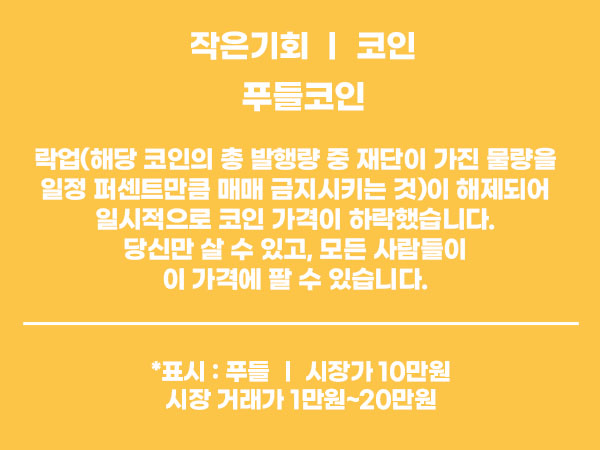 작은기회 ㅣ 코인
푸들코인
락업(해당 코인의 총 발행량 중 재단이 가진 물량을
일정 퍼센트만큼 매매 금지시키는 것)이 해제되어
일시적으로 코인 가격이 하락했습니다.
당신만 살 수 있고, 모든 사람들이
이 가격에 팔 수 있습니다.
*표시 : 푸들 ㅣ 시장가 10만원
시장 거래가 1만원~20만원